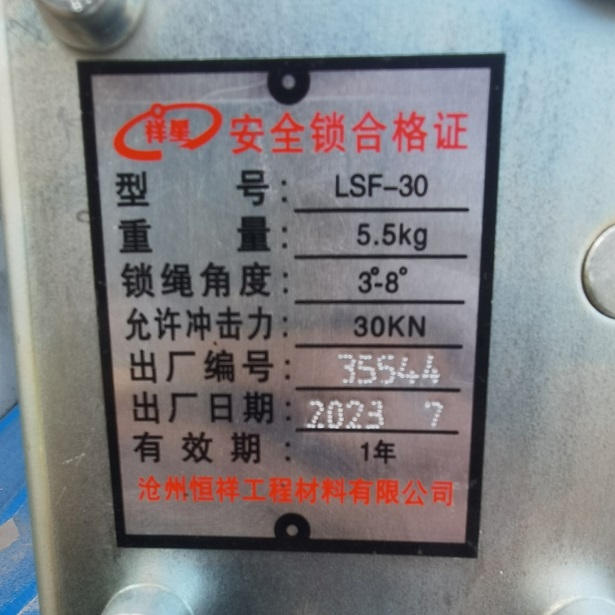 祥星 安全锁合格证
型 号: LSF-30
重 量: 5.5kg
锁绳角度: 3°-8°
允许冲击力: 30KN
出厂编号: 35544
出厂日期: 2023 7
有效期: 1年
沧州恒祥工程材料有限公司